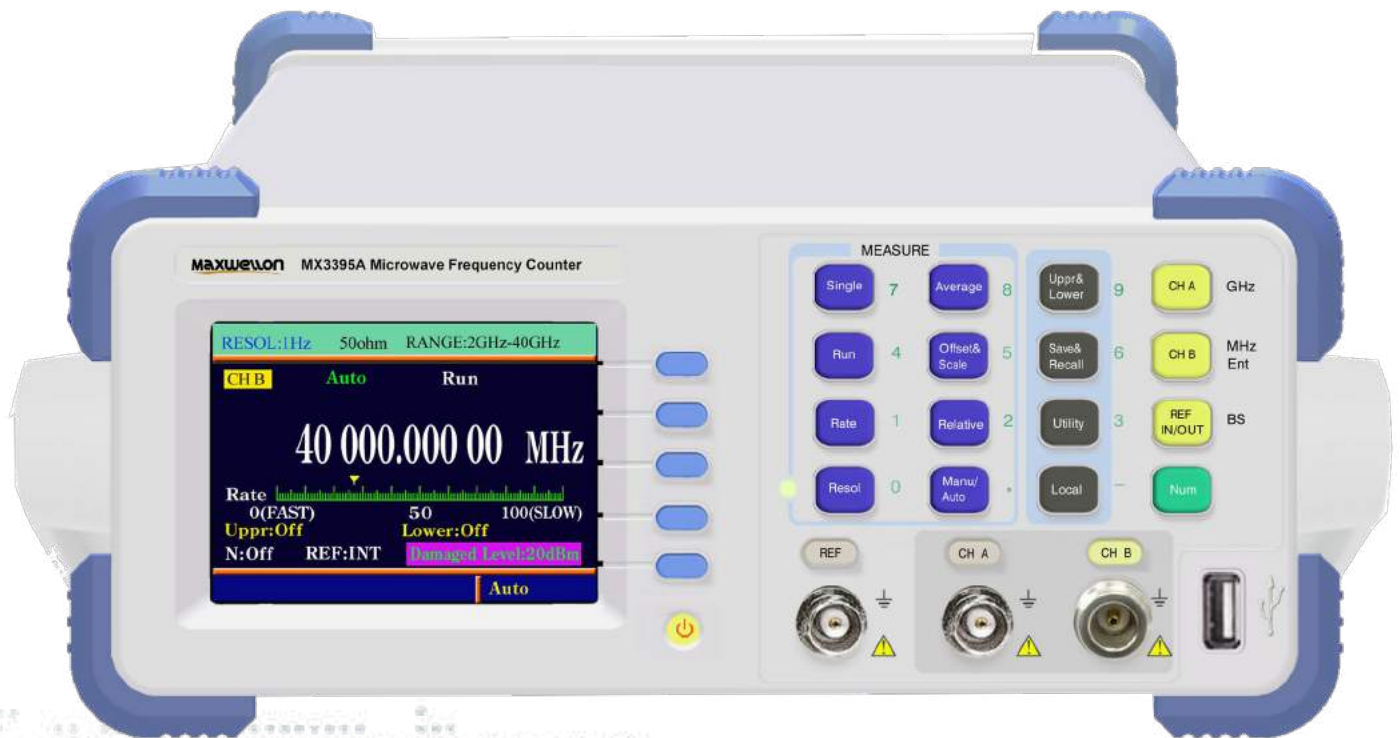 Maxwellon MX3395A Microwave Frequency Counter
RESOL:1Hz 50ohm RANGE:2GHz-40GHz
CH B Auto Run
40 000.000 00 MHz
Rate
0(FAST) 50 100(SLOW)
Uppr:Off Lower:Off
N:Off REF:INT Damaged Level:20dBm
Auto
MEASURE
Single 7 Average 8 Uppr& Lower 9 CH A GHz
Run 4 Offset& Scale 5 Save& Recall 6 CH B MHz Ent
Rate 1 Relative 2 Utility 3 REF IN/OUT BS
Resol 0 Manu/ Auto . Local - Num
REF CH A CH B